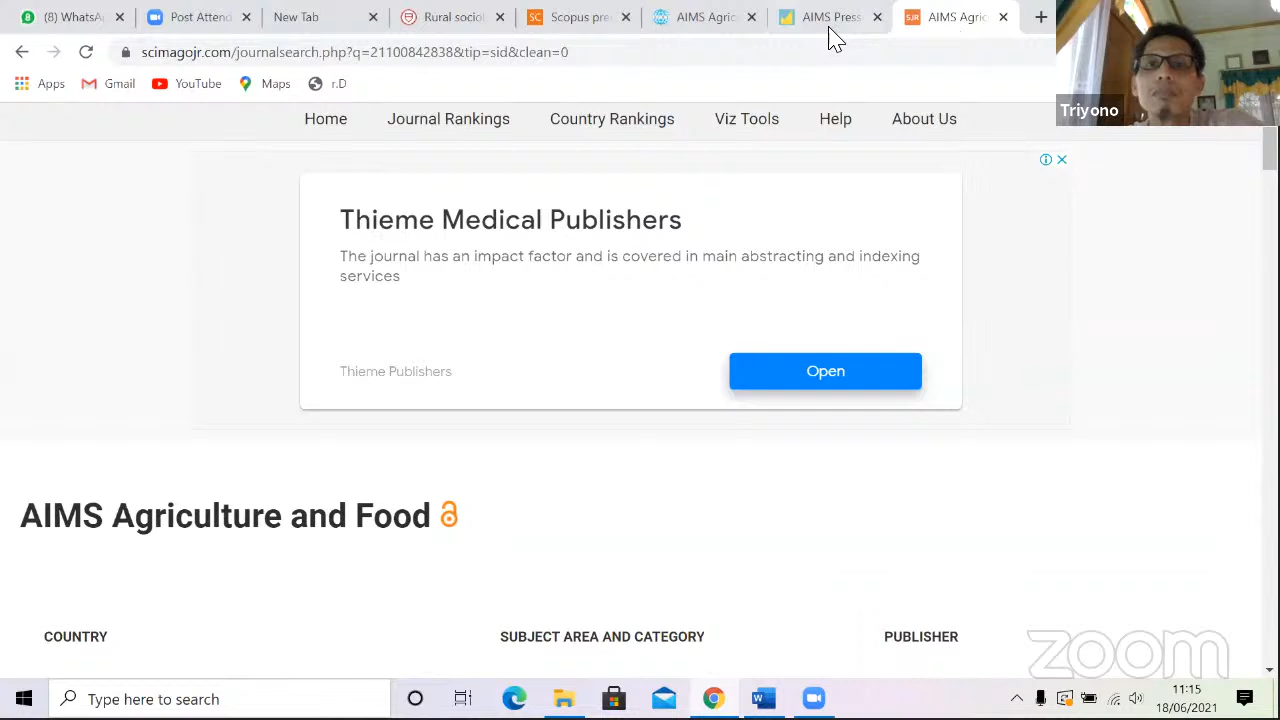 (8) WhatsA
Post Attend
New Tab
Rural sociol
Scopus prev
AIMS Agric
AIMS Press
AIMS Agric
scimagojr.com/journalsearch.php?q=21100842838&tip=sid&clean=0
Apps
Gmail
YouTube
Maps
r.D
Triyono
Home
Journal Rankings
Country Rankings
Viz Tools
Help
About Us
Thieme Medical Publishers
The journal has an impact factor and is covered in main abstracting and indexing
services
Thieme Publishers
Open
AIMS Agriculture and Food
COUNTRY
SUBJECT AREA AND CATEGORY
PUBLISHER
zoom
Type here to search
11:15
18/06/2021